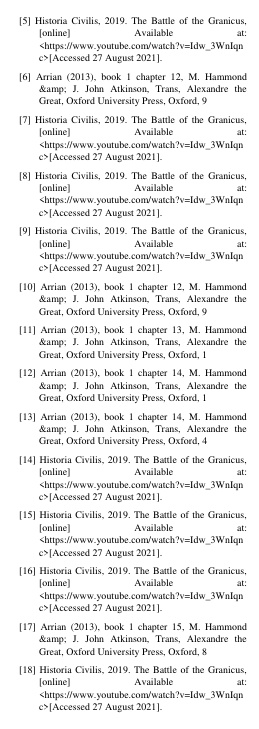 [5] Historia Civilis, 2019. The Battle of the Granicus,
[online] Available at:
<https://www.youtube.com/watch?v=Idw_3WnIqn
c>[Accessed 27 August 2021].
[6] Arrian (2013), book 1 chapter 12, M. Hammond
&amp; J. John Atkinson, Trans, Alexandre the
Great, Oxford University Press, Oxford, 9
[7] Historia Civilis, 2019. The Battle of the Granicus,
[online] Available at:
<https://www.youtube.com/watch?v=Idw_3WnIqn
c>[Accessed 27 August 2021].
[8] Historia Civilis, 2019. The Battle of the Granicus,
[online] Available at:
<https://www.youtube.com/watch?v=Idw_3WnIqn
c>[Accessed 27 August 2021].
[9] Historia Civilis, 2019. The Battle of the Granicus,
[online] Available at:
<https://www.youtube.com/watch?v=Idw_3WnIqn
c>[Accessed 27 August 2021].
[10] Arrian (2013), book 1 chapter 12, M. Hammond
&amp; J. John Atkinson, Trans, Alexandre the
Great, Oxford University Press, Oxford, 9
[11] Arrian (2013), book 1 chapter 13, M. Hammond
&amp; J. John Atkinson, Trans, Alexandre the
Great, Oxford University Press, Oxford, 1
[12] Arrian (2013), book 1 chapter 14, M. Hammond
&amp; J. John Atkinson, Trans, Alexandre the
Great, Oxford University Press, Oxford, 1
[13] Arrian (2013), book 1 chapter 14, M. Hammond
&amp; J. John Atkinson, Trans, Alexandre the
Great, Oxford University Press, Oxford, 4
[14] Historia Civilis, 2019. The Battle of the Granicus,
[online] Available at:
<https://www.youtube.com/watch?v=Idw_3WnIqn
c>[Accessed 27 August 2021].
[15] Historia Civilis, 2019. The Battle of the Granicus,
[online] Available at:
<https://www.youtube.com/watch?v=Idw_3WnIqn
c>[Accessed 27 August 2021].
[16] Historia Civilis, 2019. The Battle of the Granicus,
[online] Available at:
<https://www.youtube.com/watch?v=Idw_3WnIqn
c>[Accessed 27 August 2021].
[17] Arrian (2013), book 1 chapter 15, M. Hammond
&amp; J. John Atkinson, Trans, Alexandre the
Great, Oxford University Press, Oxford, 8
[18] Historia Civilis, 2019. The Battle of the Granicus,
[online] Available at:
<https://www.youtube.com/watch?v=Idw_3WnIqn
c>[Accessed 27 August 2021].